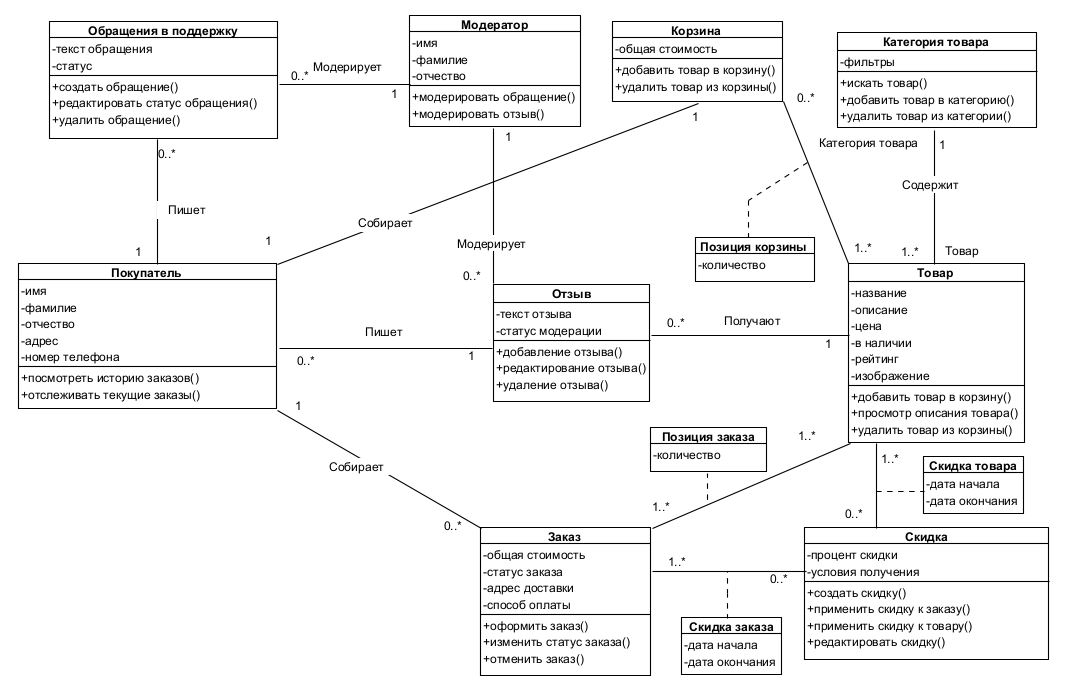 Обращения в поддержку
-текст обращения
-статус
+создать обращение()
+редактировать статус обращения()
+удалить обращение()
0..*
Модерирует
1
Модератор
-имя
-фамилие
-отчество
+модерировать обращение()
+модерировать отзыв()
1
Корзина
-общая стоимость
+добавить товар в корзину()
+удалить товар из корзины()
1
0..*
Категория товара
-фильтры
+искать товар()
+добавить товар в категорию()
+удалить товар из категории()
Категория товара
1
Содержит
1..*
1..*
Товар
0..*
Пишет
1
1
Собирает
Модерирует
0..*
Позиция корзины
-количество
Покупатель
-имя
-фамилие
-отчество
-адрес
-номер телефона
+посмотреть историю заказов()
+отслеживать текущие заказы()
Пишет
0..*
1
Отзыв
-текст отзыва
-статус модерации
+добавление отзыва()
+редактирование отзыва()
+удаление отзыва()
0..*
Получают
1
Товар
-название
-описание
-цена
-в наличии
-рейтинг
-изображение
+добавить товар в корзину()
+просмотр описания товара()
+удалить товар из корзины()
1
Собирает
0..*
Позиция заказа
-количество
1..*
1..*
1..*
Скидка товара
-дата начала
-дата окончания
0..*
Заказ
-общая стоимость
-статус заказа
-адрес доставки
-способ оплаты
+оформить заказ()
+изменить статус заказа()
+отменить заказ()
1..*
0..*
Скидка заказа
-дата начала
-дата окончания
Скидка
-процент скидки
-условия получения
+создать скидку()
+применить скидку к заказу()
+применить скидку к товару()
+редактировать скидку()